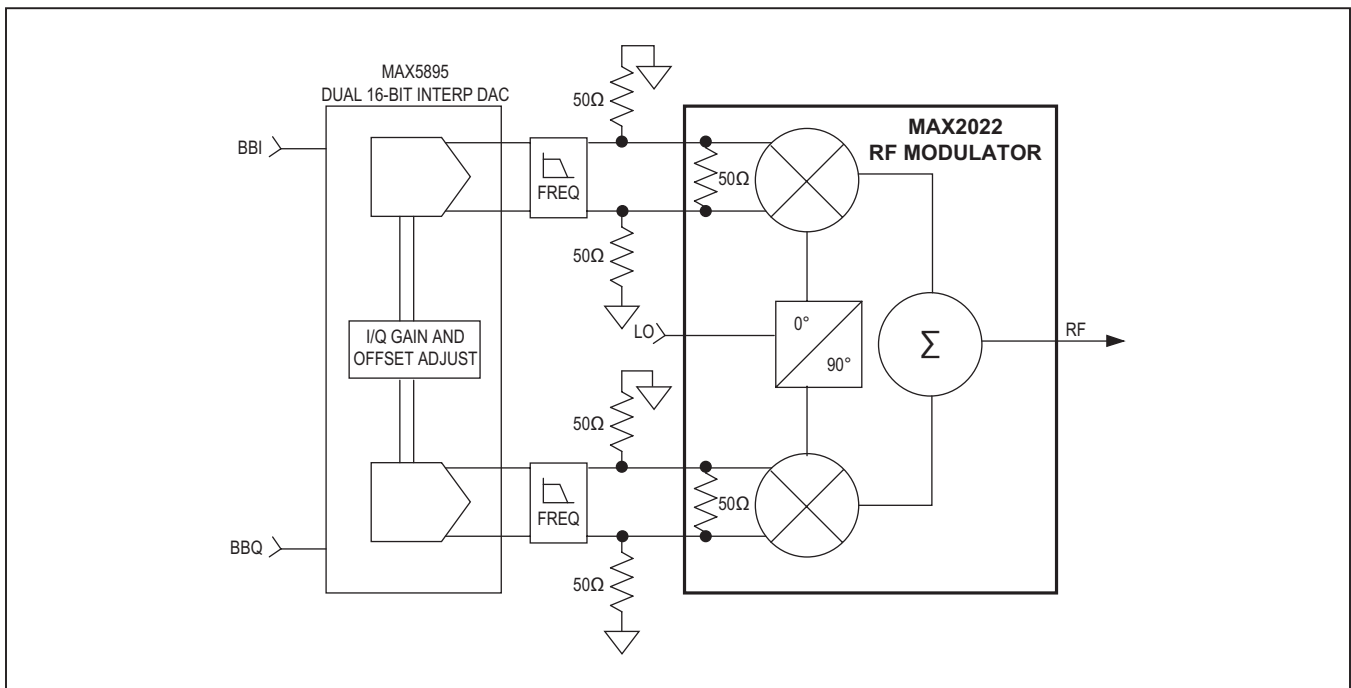 MAX5895
DUAL 16-BIT INTERP DAC
BBI
FREQ
50Ω
50Ω
50Ω
MAX2022
RF MODULATOR
I/Q GAIN AND
OFFSET ADJUST
LO
0°
90°
Σ
RF
BBQ
FREQ
50Ω
50Ω
50Ω